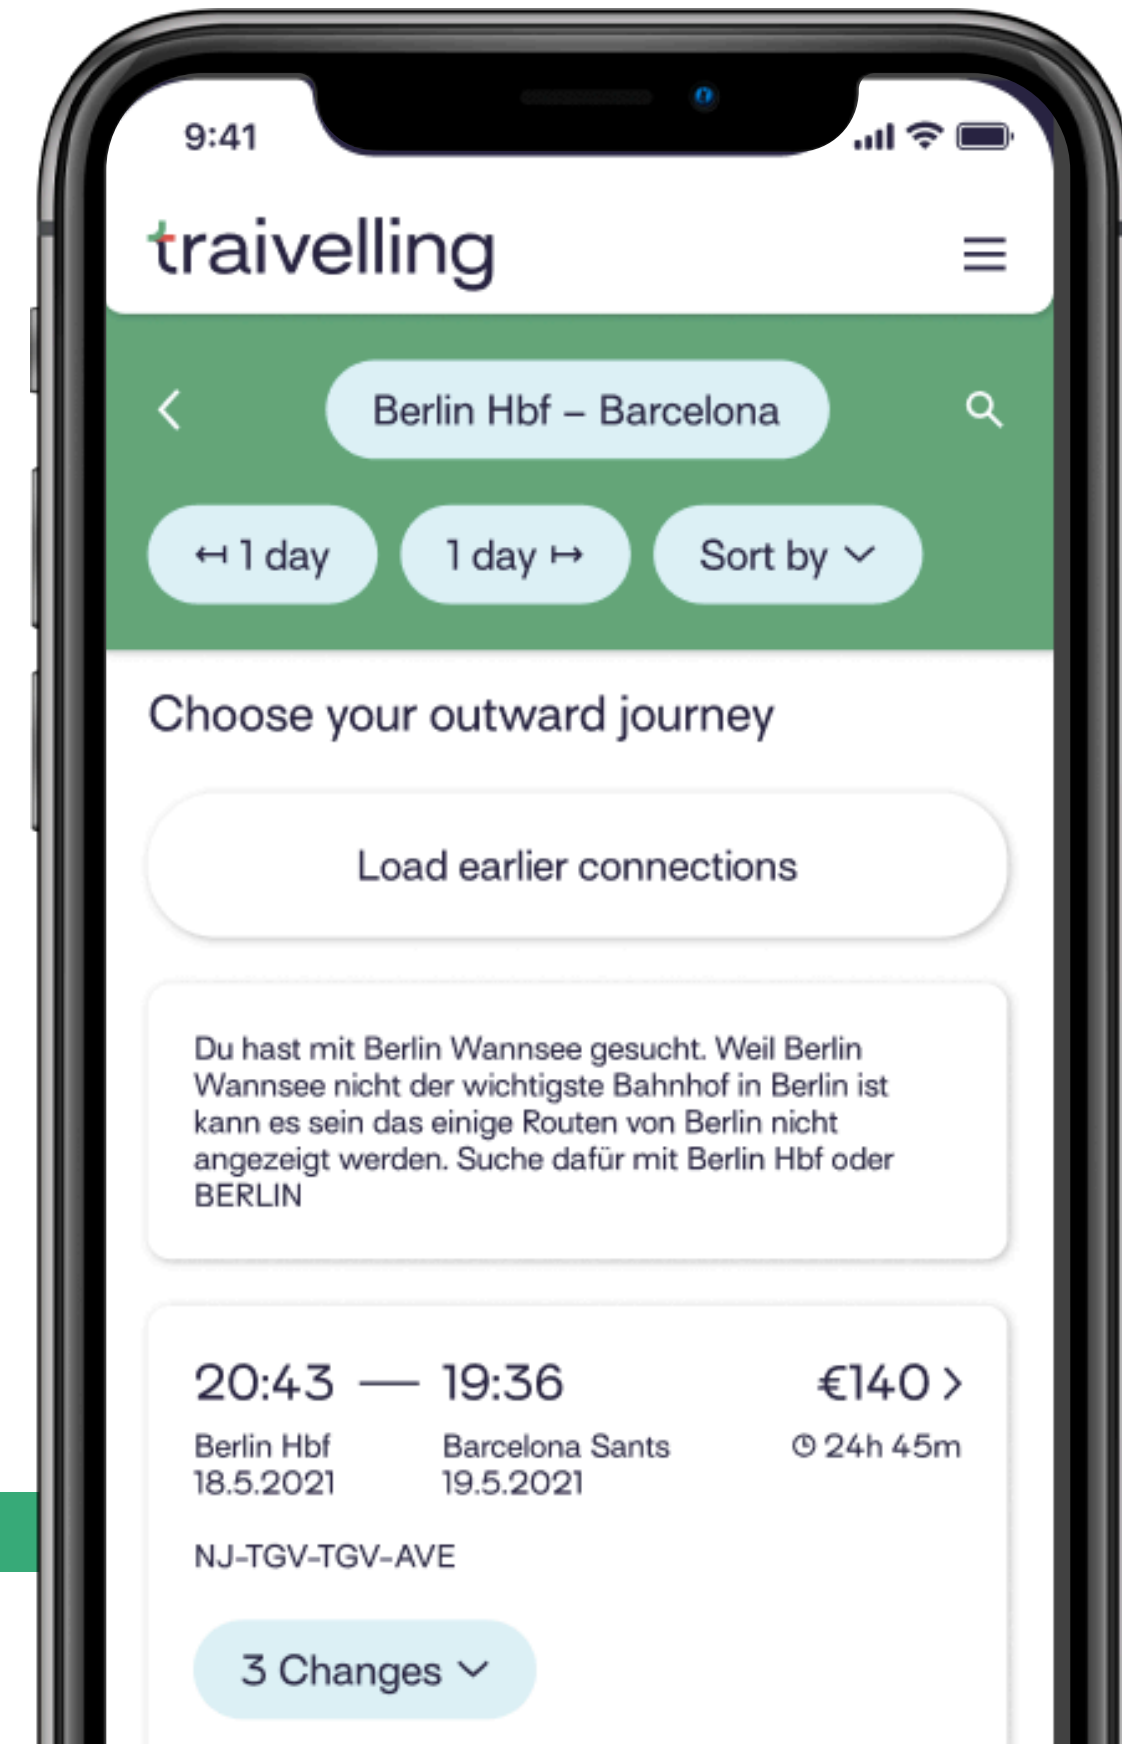 9:41
traivelling
Berlin Hbf – Barcelona
↤ 1 day
1 day ↦
Sort by
Choose your outward journey
Load earlier connections
Du hast mit Berlin Wannsee gesucht. Weil Berlin
Wannsee nicht der wichtigste Bahnhof in Berlin ist
kann es sein das einige Routen von Berlin nicht
angezeigt werden. Suche dafür mit Berlin Hbf oder
BERLIN
20:43 — 19:36 €140 >
Berlin Hbf Barcelona Sants 24h 45m
18.5.2021 19.5.2021
NJ-TGV-TGV-AVE
3 Changes